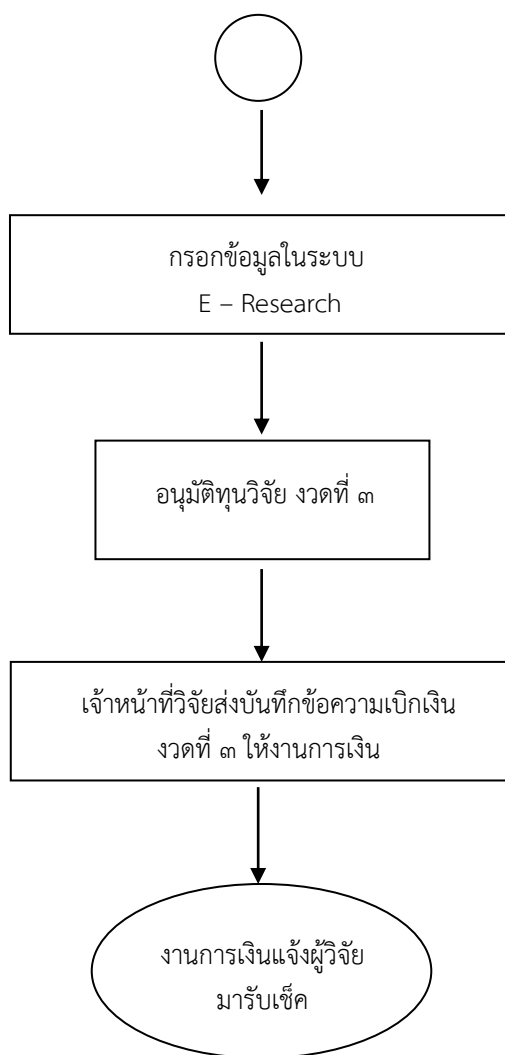 กรอกข้อมูลในระบบ
E – Research
อนุมัติทุนวิจัย งวดที่ ๓
เจ้าหน้าที่วิจัยส่งบันทึกข้อความเบิกเงิน
งวดที่ ๓ ให้งานการเงิน
งานการเงินแจ้งผู้วิจัย
มารับเช็ค